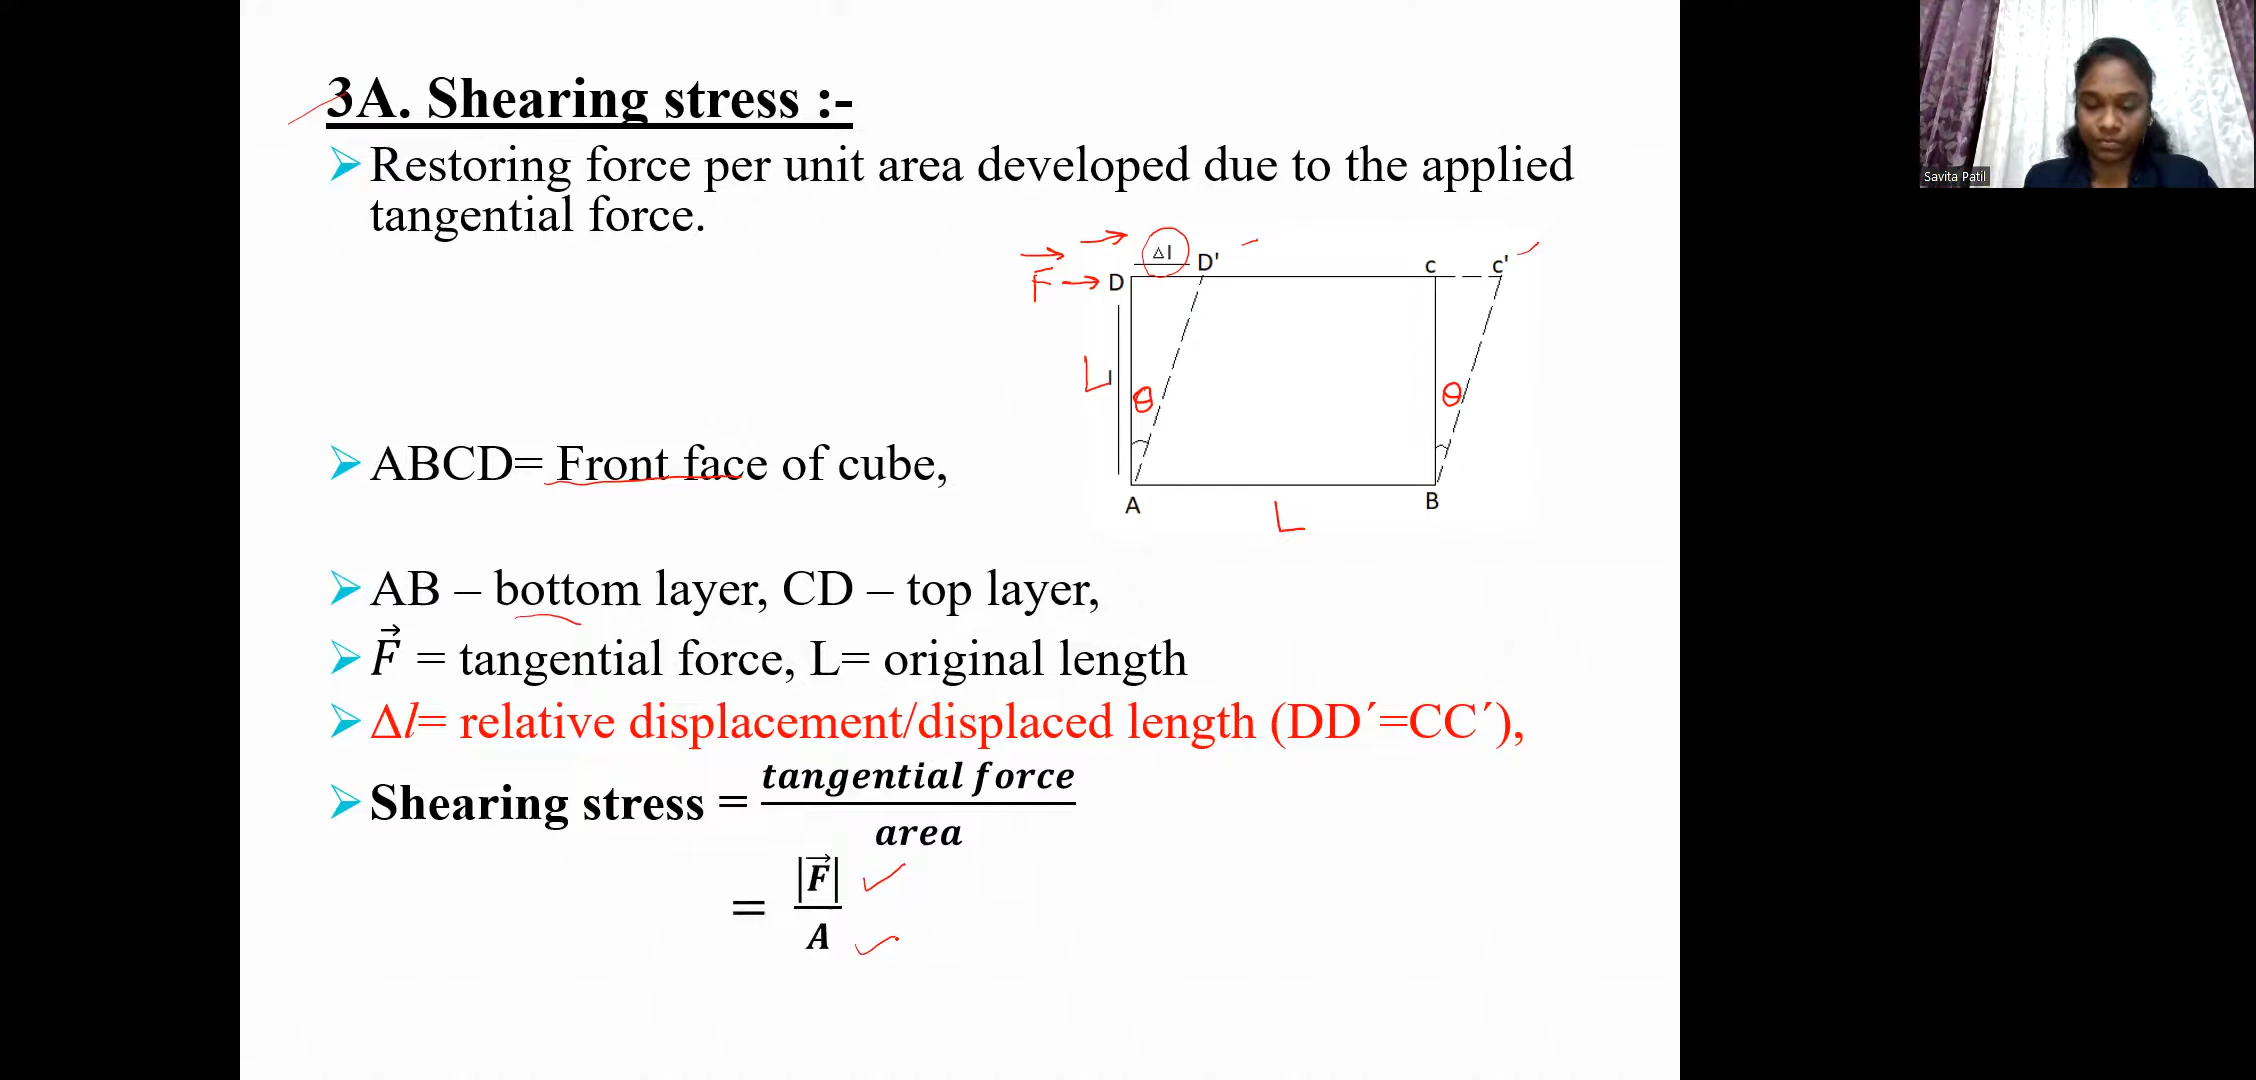 3A. Shearing stress :-
Restoring force per unit area developed due to the applied
tangential force.
Δl D'
F D c c'
L l θ θ
A B
L
ABCD= Front face of cube,
AB – bottom layer, CD – top layer,
F⃗ = tangential force, L= original length
Δl= relative displacement/displaced length (DD´=CC´),
Shearing stress = tangential force
area
= |F⃗|
A
Savita Patil